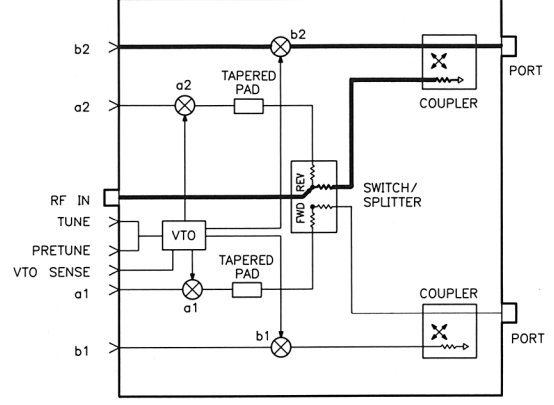 b2
b2
PORT
a2
a2
TAPERED
PAD
COUPLER
RF IN
REV
SWITCH/
SPLITTER
TUNE
FWD
VTO
PRETUNE
VTO SENSE
TAPERED
PAD
a1
a1
COUPLER
PORT
b1
b1